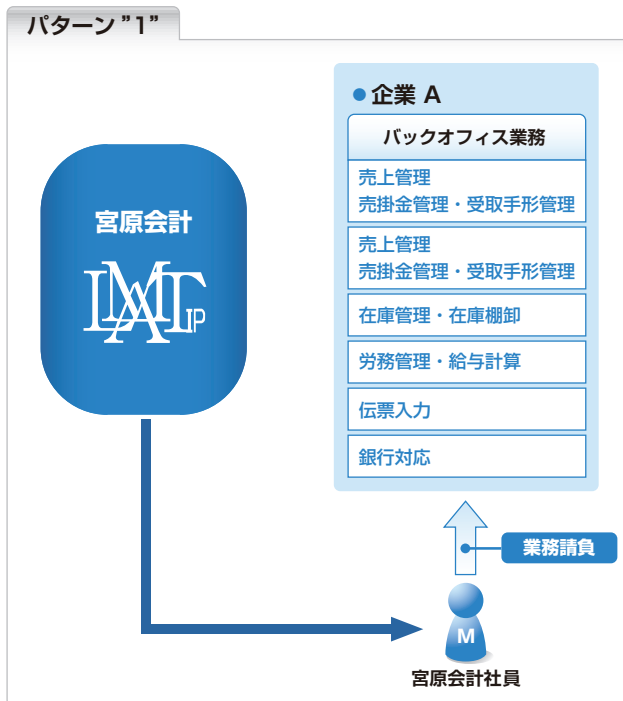 パターン”1”
企業 A
バックオフィス業務
売上管理
売掛金管理・受取手形管理
売上管理
売掛金管理・受取手形管理
在庫管理・在庫棚卸
労務管理・給与計算
伝票入力
銀行対応
宮原会計
業務請負
M
宮原会計社員